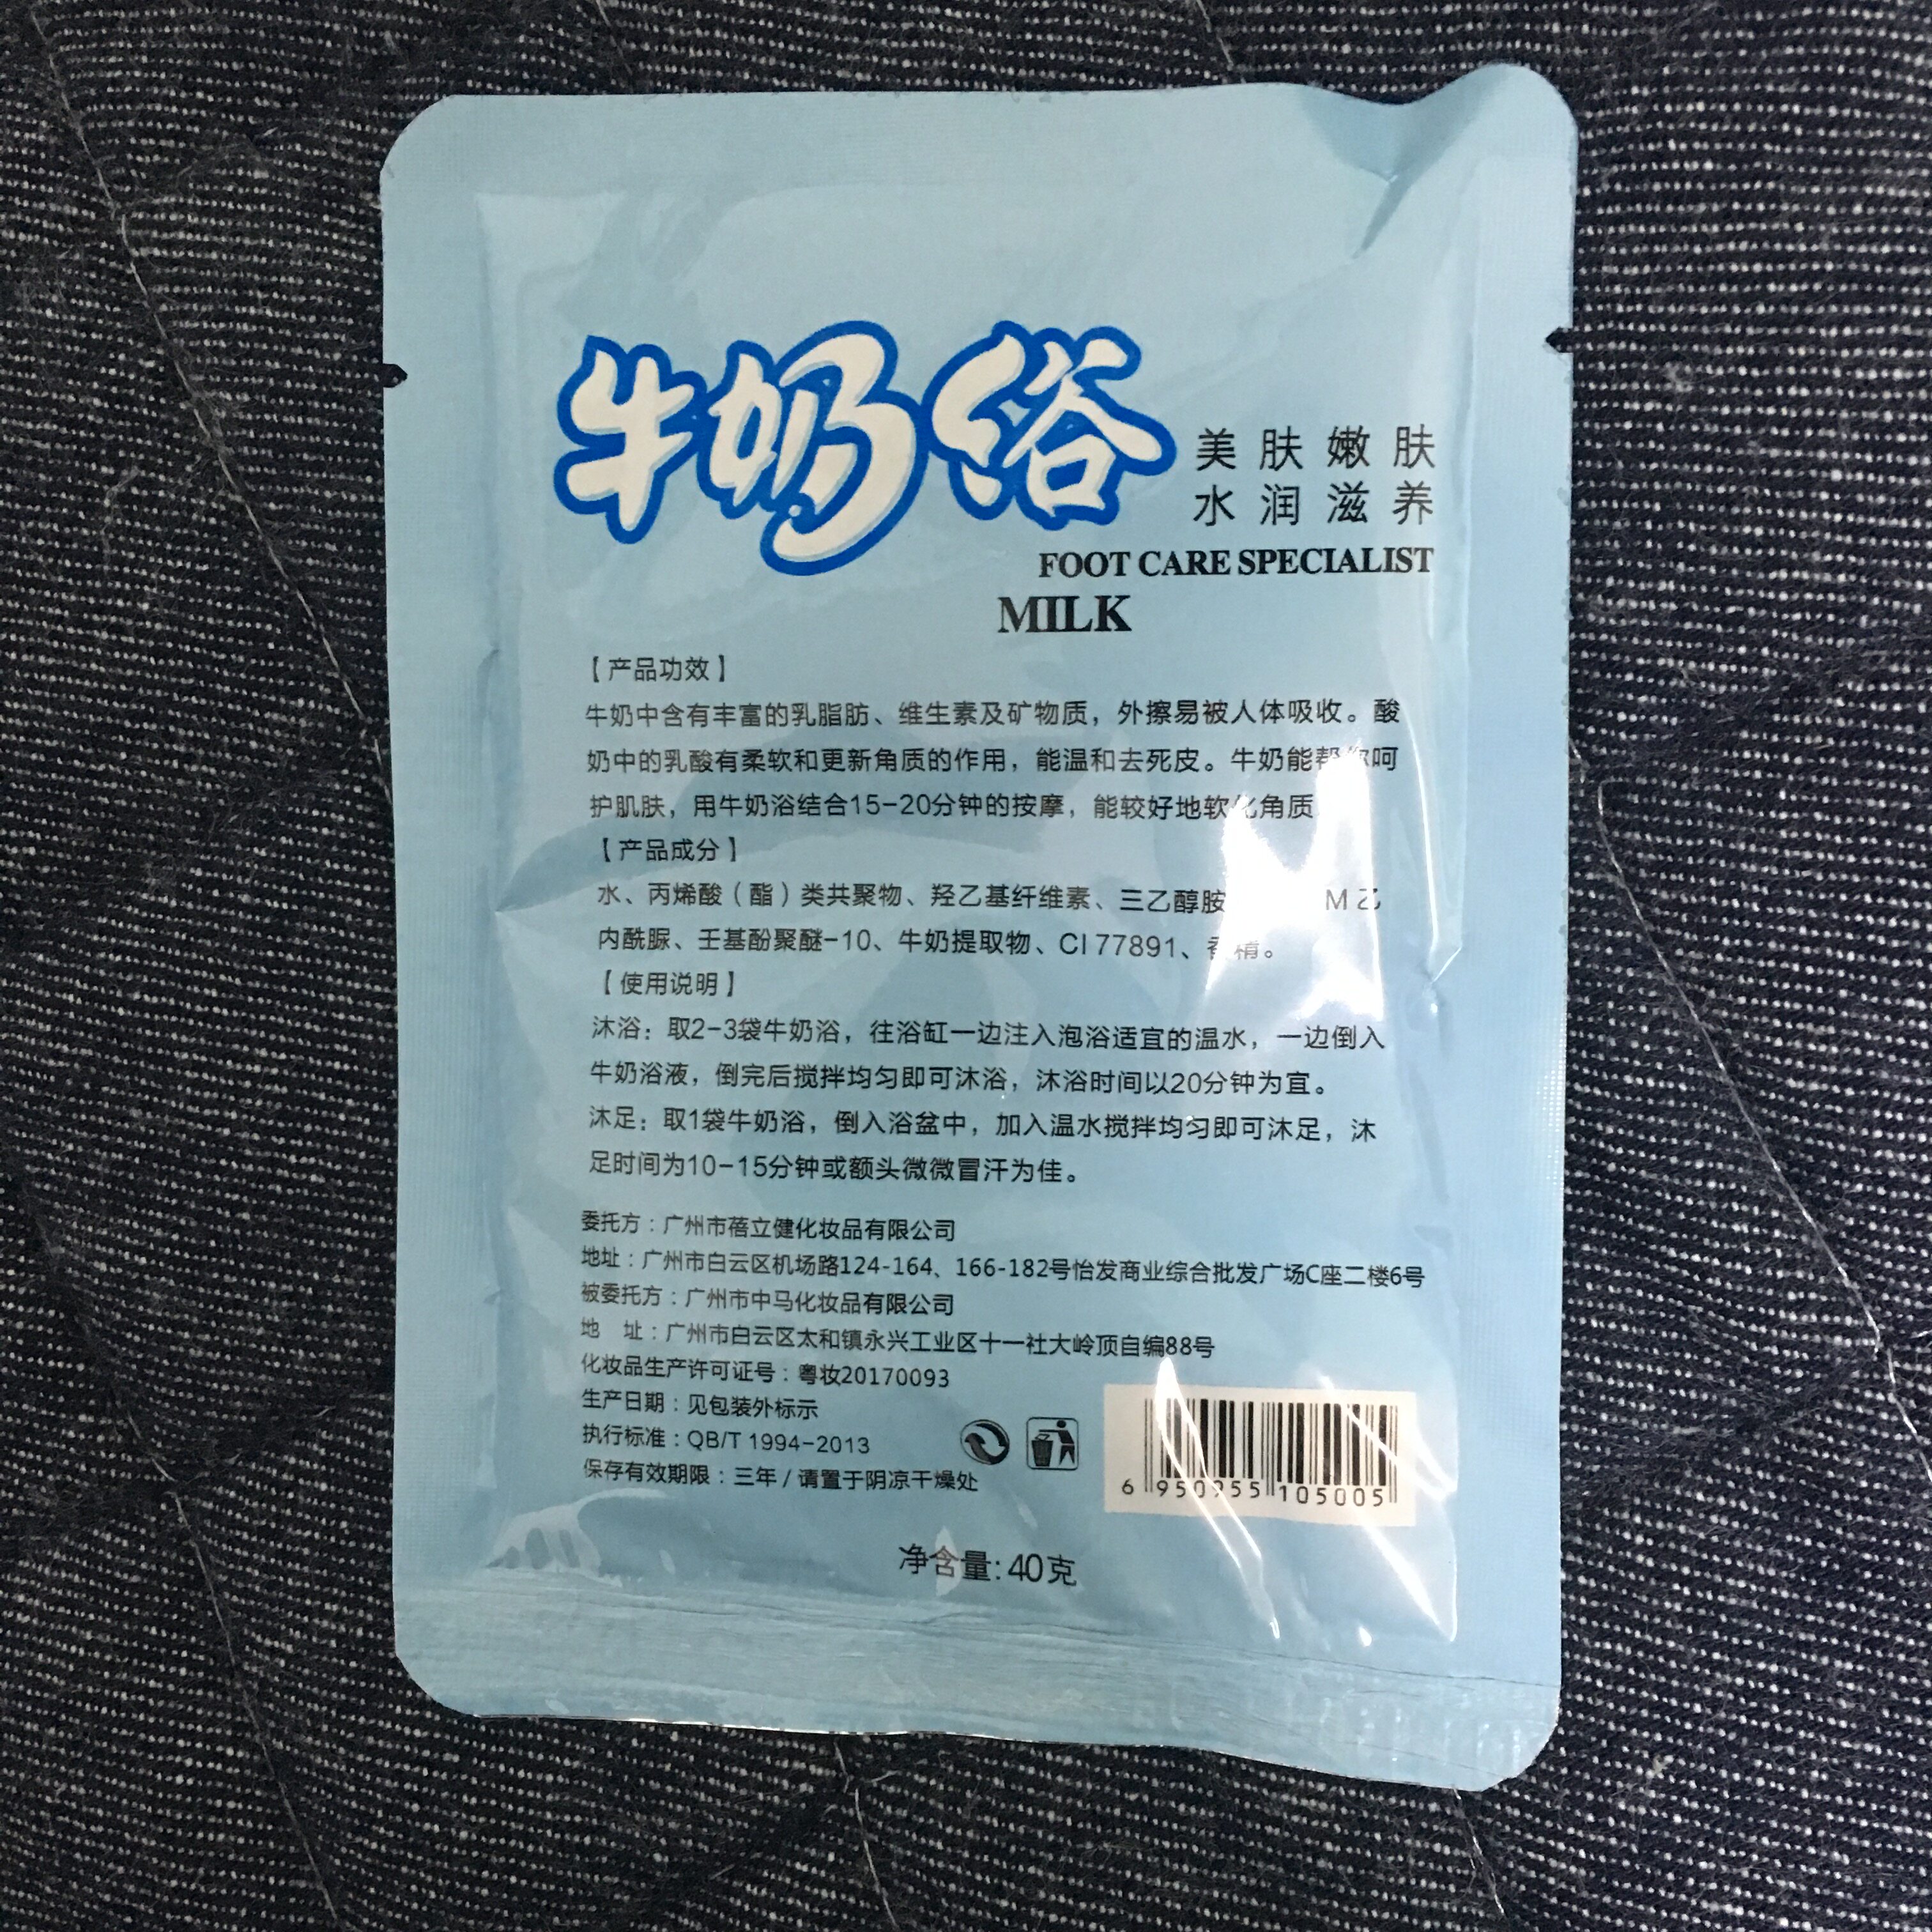 牛奶浴
美肤嫩肤
水润滋养
FOOT CARE SPECIALIST
MILK
【产品功效】
牛奶中含有丰富的乳脂肪、维生素及矿物质，外擦易被人体吸收。酸
奶中的乳酸有柔软和更新角质的作用，能温和去死皮。牛奶能帮你呵
护肌肤，用牛奶浴结合15-20分钟的按摩，能较好地软化角质
【产品成分】
水、丙烯酸（酯）类共聚物、羟乙基纤维素、三乙醇胺 M 乙
内酰脲、壬基酚聚醚-10、牛奶提取物、CI 77891、香精。
【使用说明】
沐浴：取2-3袋牛奶浴，往浴缸一边注入泡浴适宜的温水，一边倒入
牛奶浴液，倒完后搅拌均匀即可沐浴，沐浴时间以20分钟为宜。
沐足：取1袋牛奶浴，倒入浴盆中，加入温水搅拌均匀即可沐足，沐
足时间为10-15分钟或额头微微冒汗为佳。
委托方：广州市蓓立健化妆品有限公司
地址：广州市白云区机场路124-164、166-182号怡发商业综合批发广场C座二楼6号
被委托方：广州市中马化妆品有限公司
地 址：广州市白云区太和镇永兴工业区十一社大岭顶自编88号
化妆品生产许可证号：粤妆20170093
生产日期：见包装外标示
执行标准：QB/T 1994-2013
保存有效期限：三年/请置于阴凉干燥处
6 950955 105005
净含量：40克